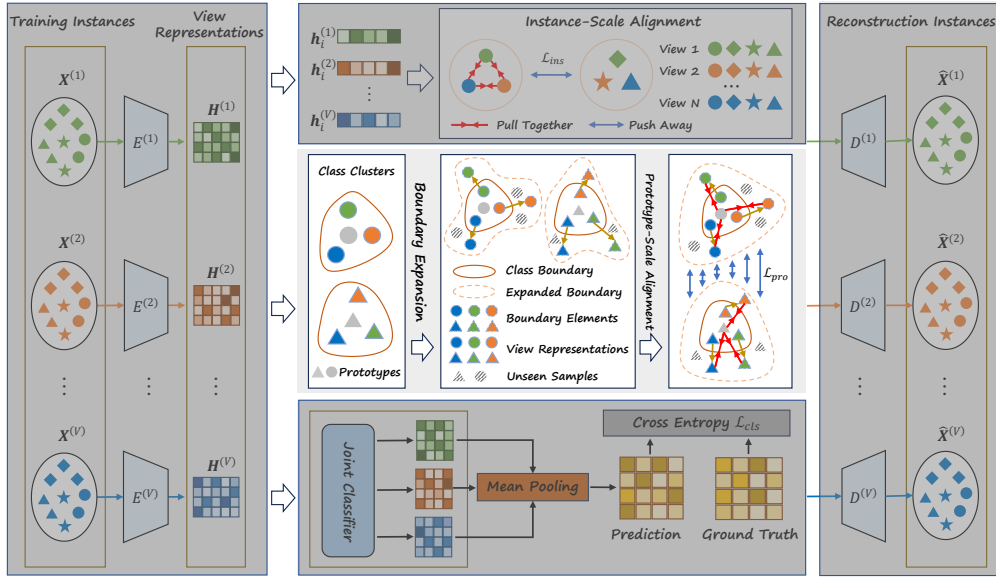 Training Instances
View
Representations
X^(1)
E^(1)
H^(1)
X^(2)
E^(2)
H^(2)
⋮
⋮
X^(V)
E^(V)
H^(V)
h_i^(1)
h_i^(2)
⋮
h_i^(V)
Instance-Scale Alignment
ℒ_ins
View 1
View 2
...
View N
Pull Together
Push Away
Class Clusters
Prototypes
Boundary Expansion
Class Boundary
Expanded Boundary
Boundary Elements
View Representations
Unseen Samples
Prototype-Scale Alignment
ℒ_pro
Joint Classifier
Mean Pooling
Cross Entropy ℒ_cls
Prediction
Ground Truth
Reconstruction Instances
X̂^(1)
D^(1)
X̂^(2)
D^(2)
⋮
⋮
X̂^(V)
D^(V)